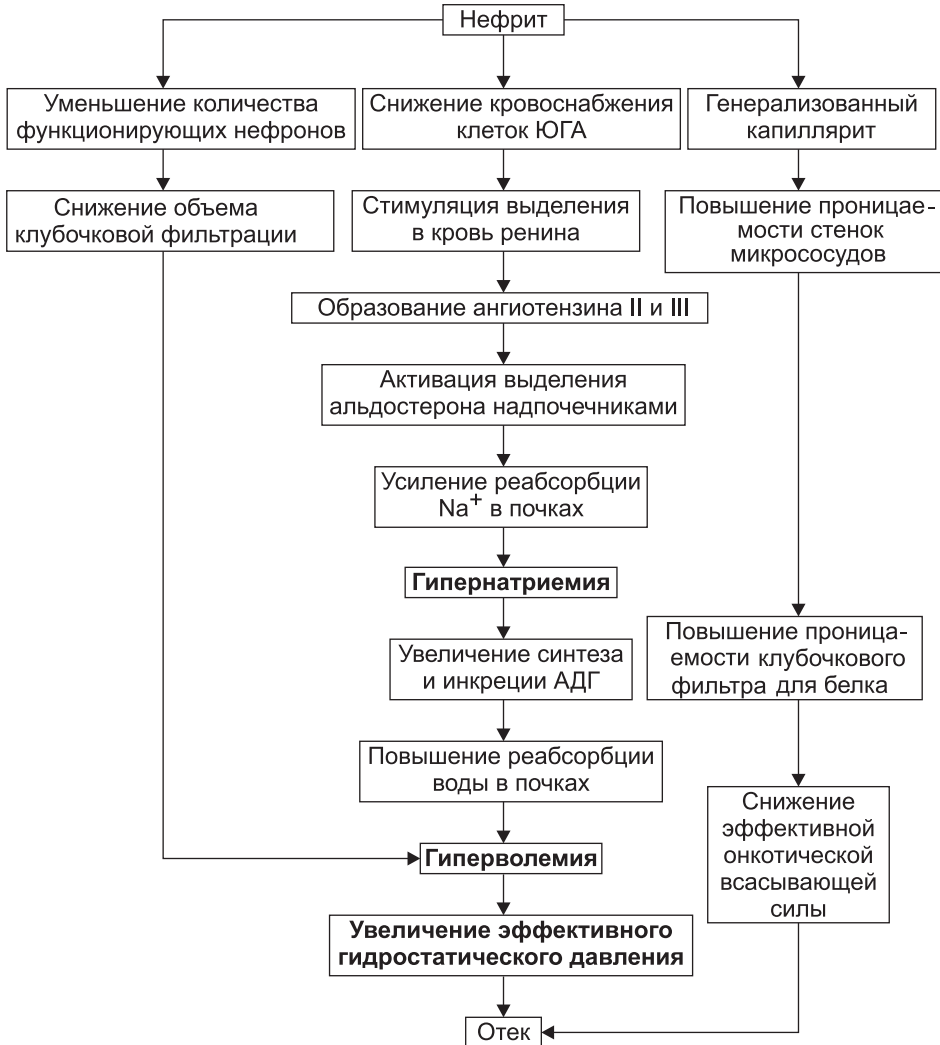 Нефрит
Уменьшение количества
функционирующих нефронов
Снижение кровоснабжения
клеток ЮГА
Генерализованный
капиллярит
Снижение объема
клубочковой фильтрации
Стимуляция выделения
в кровь ренина
Повышение проницае-
мости стенок
микрососудов
Образование ангиотензина II и III
Активация выделения
альдостерона надпочечниками
Усиление реабсорбции
Na+ в почках
Гипернатриемия
Увеличение синтеза
и инкреции АДГ
Повышение проница-
емости клубочкового
фильтра для белка
Повышение реабсорбции
воды в почках
Снижение
эффективной
онкотической
всасывающей
силы
Гиперволемия
Увеличение эффективного
гидростатического давления
Отек